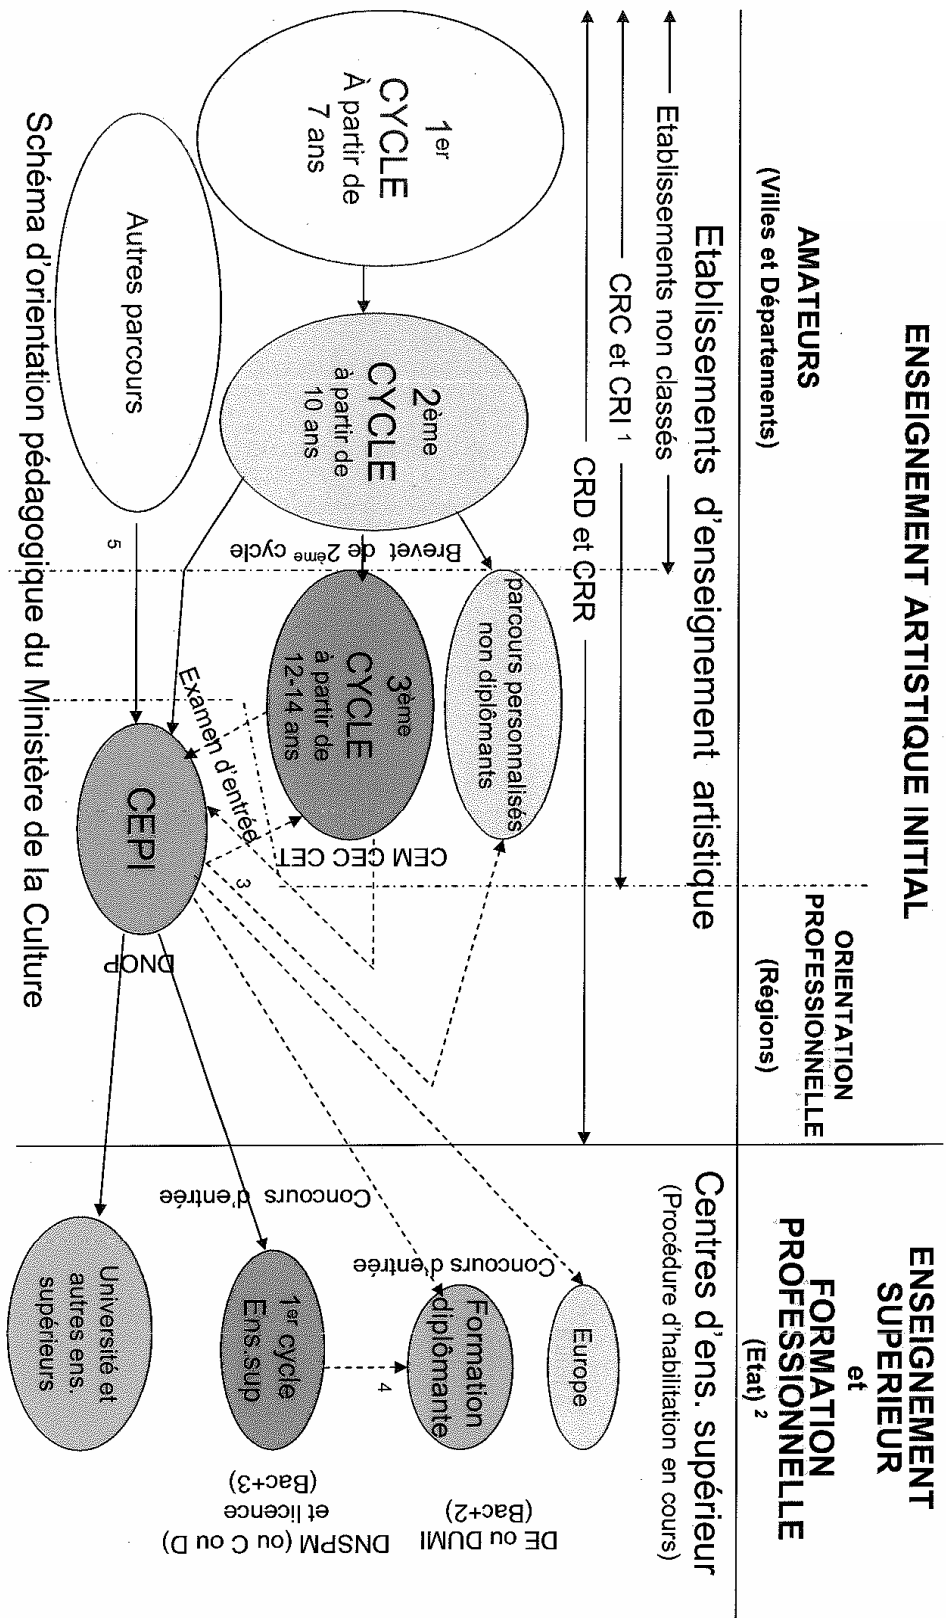 ENSEIGNEMENT ARTISTIQUE INITIAL
AMATEURS
(Villes et Départements)
ORIENTATION
PROFESSIONNELLE
(Régions)
ENSEIGNEMENT
SUPERIEUR
et
FORMATION
PROFESSIONNELLE
(Etat) 2
Etablissements d'enseignement artistique
Centres d'ens. supérieur
(Procédure d'habilitation en cours)
Etablissements non classés
CRC et CRI 1
CRD et CRR
1er
CYCLE
À partir de
7 ans
2ème
CYCLE
à partir de
10 ans
Brevet de 2ème cycle
parcours personnalisés
non diplômants
3ème
CYCLE
à partir de
12-14 ans
CEM CEC CET
Examen d'entrée
3
Autres parcours
5
CEPI
DNOP
Concours d'entrée
Concours d'entrée
Europe
Formation
diplômante
DE ou DUMI
(Bac+2)
4
1er cycle
Ens.sup
DNSPM (ou C ou D)
et licence
(Bac+3)
Université et
autres ens.
supérieurs
Schéma d'orientation pédagogique du Ministère de la Culture